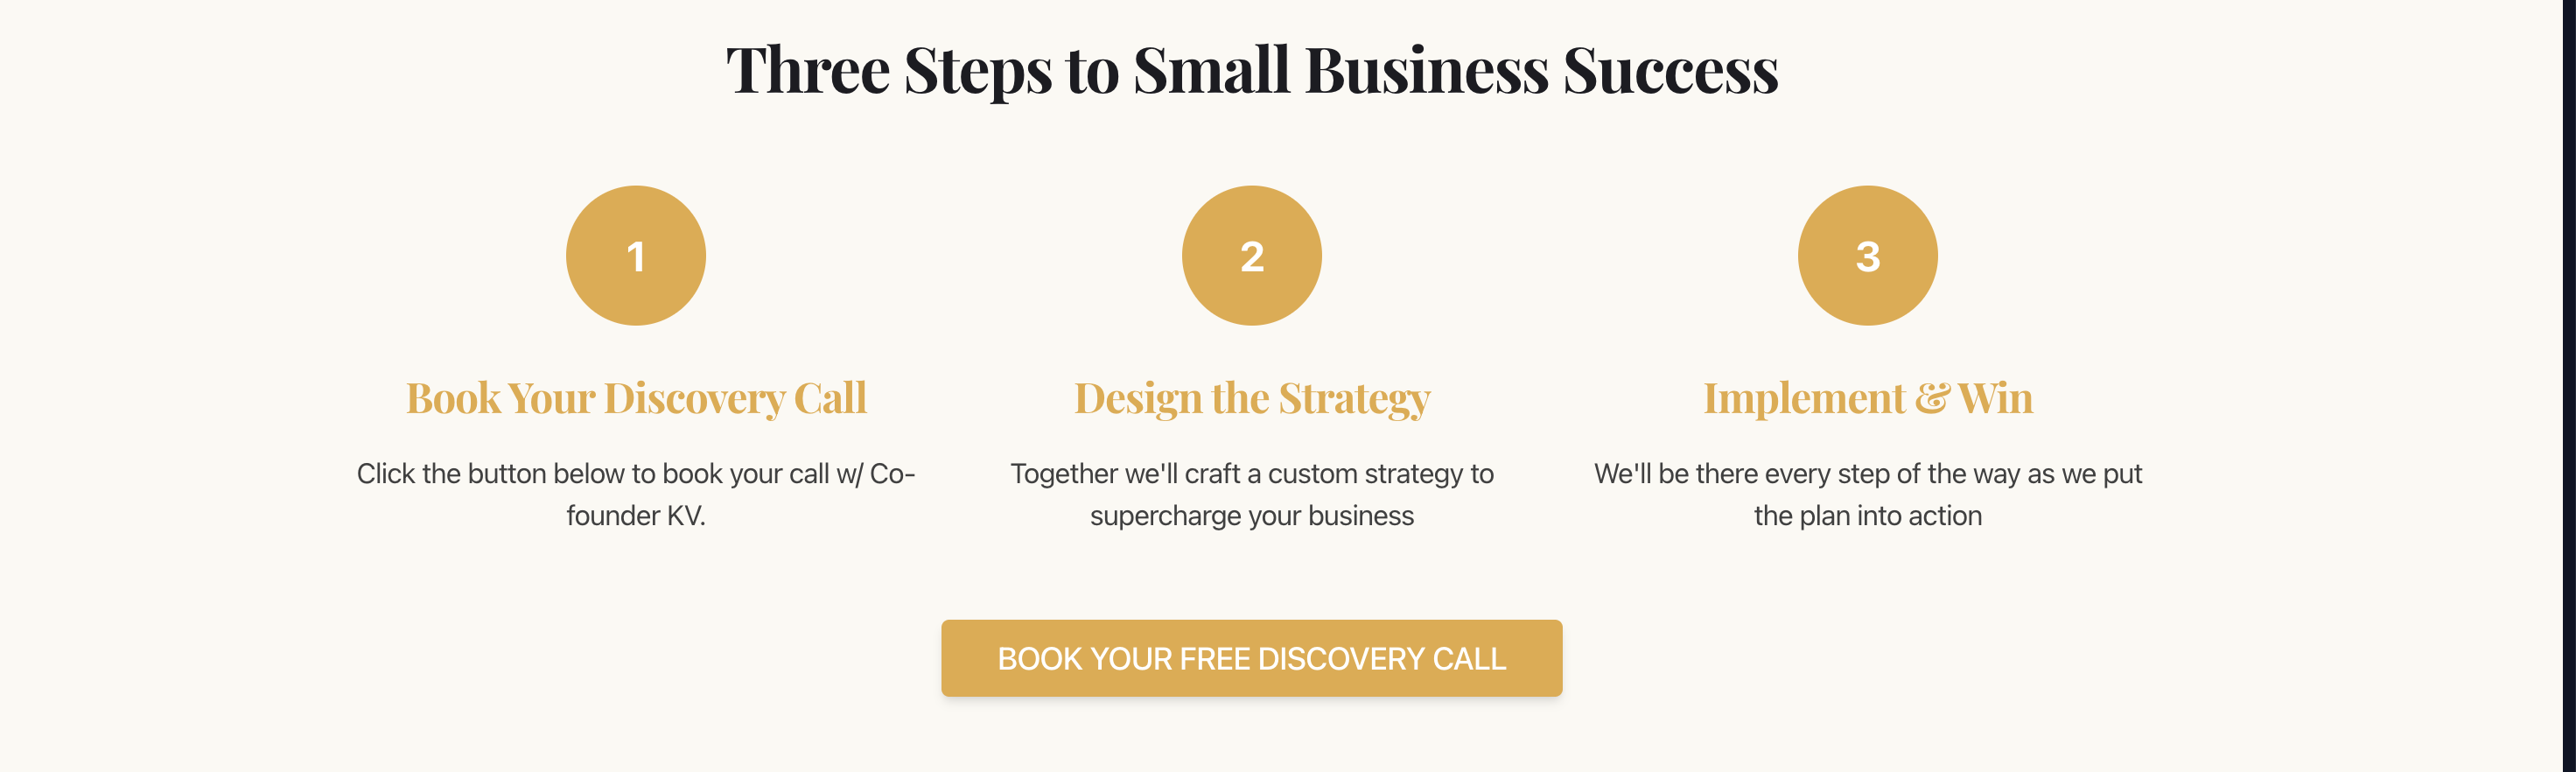 Three Steps to Small Business Success
1
2
3
Book Your Discovery Call
Design the Strategy
Implement & Win
Click the button below to book your call w/ Co-
founder KV.
Together we'll craft a custom strategy to
supercharge your business
We'll be there every step of the way as we put
the plan into action
BOOK YOUR FREE DISCOVERY CALL